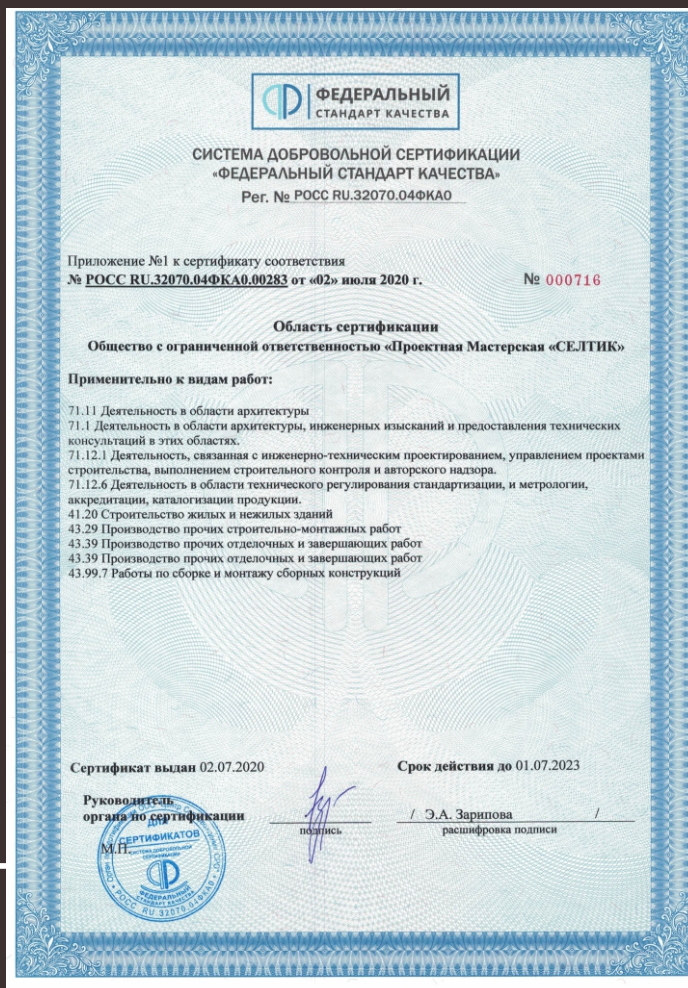 ФЕДЕРАЛЬНЫЙ
СТАНДАРТ КАЧЕСТВА
СИСТЕМА ДОБРОВОЛЬНОЙ СЕРТИФИКАЦИИ
«ФЕДЕРАЛЬНЫЙ СТАНДАРТ КАЧЕСТВА»
Рег. № РОСС RU.32070.04ФКА0
Приложение №1 к сертификату соответствия
№ РОСС RU.32070.04ФКА0.00283 от «02» июля 2020 г. № 000716
Область сертификации
Общество с ограниченной ответственностью «Проектная Мастерская «СЕЛТИК»
Применительно к видам работ:
71.11 Деятельность в области архитектуры
71.1 Деятельность в области архитектуры, инженерных изысканий и предоставления технических
консультаций в этих областях.
71.12.1 Деятельность, связанная с инженерно-техническим проектированием, управлением проектами
строительства, выполнением строительного контроля и авторского надзора.
71.12.6 Деятельность в области технического регулирования стандартизации, и метрологии,
аккредитации, каталогизации продукции.
41.20 Строительство жилых и нежилых зданий
43.29 Производство прочих строительно-монтажных работ
43.39 Производство прочих отделочных и завершающих работ
43.39 Производство прочих отделочных и завершающих работ
43.99.7 Работы по сборке и монтажу сборных конструкций
Сертификат выдан 02.07.2020 Срок действия до 01.07.2023
Руководитель
органа по сертификации / Э.А. Зарипова /
подпись расшифровка подписи
М.П.
ДЛЯ
СЕРТИФИКАТОВ
СИСТЕМА ДОБРОВОЛЬНОЙ
СЕРТИФИКАЦИИ
ФЕДЕРАЛЬНЫЙ
СТАНДАРТ КАЧЕСТВА
РОСС RU.32070.04ФКА0